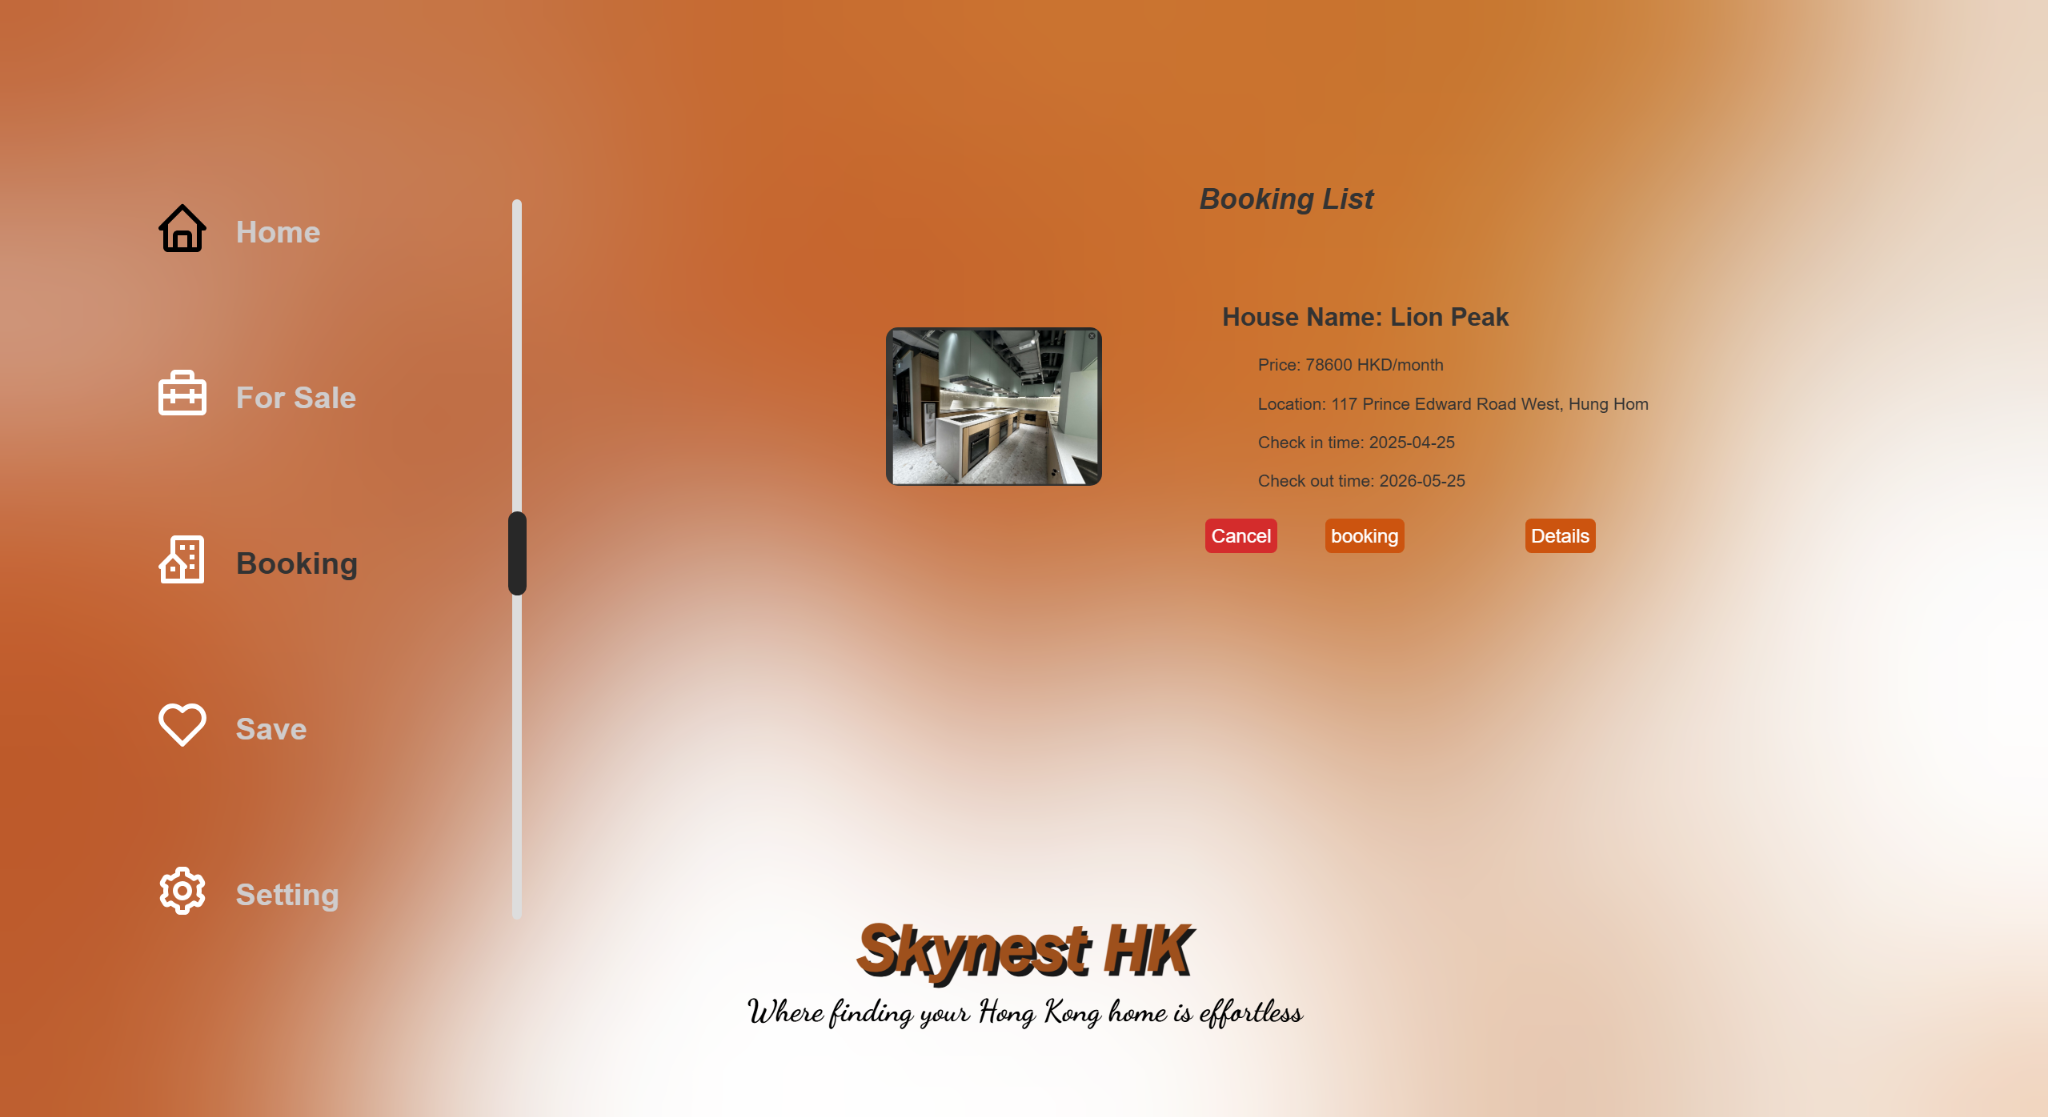 Home
For Sale
Booking
Save
Setting
Booking List
House Name: Lion Peak
Price: 78600 HKD/month
Location: 117 Prince Edward Road West, Hung Hom
Check in time: 2025-04-25
Check out time: 2026-05-25
Cancel booking Details
Skynest HK
Where finding your Hong Kong home is effortless